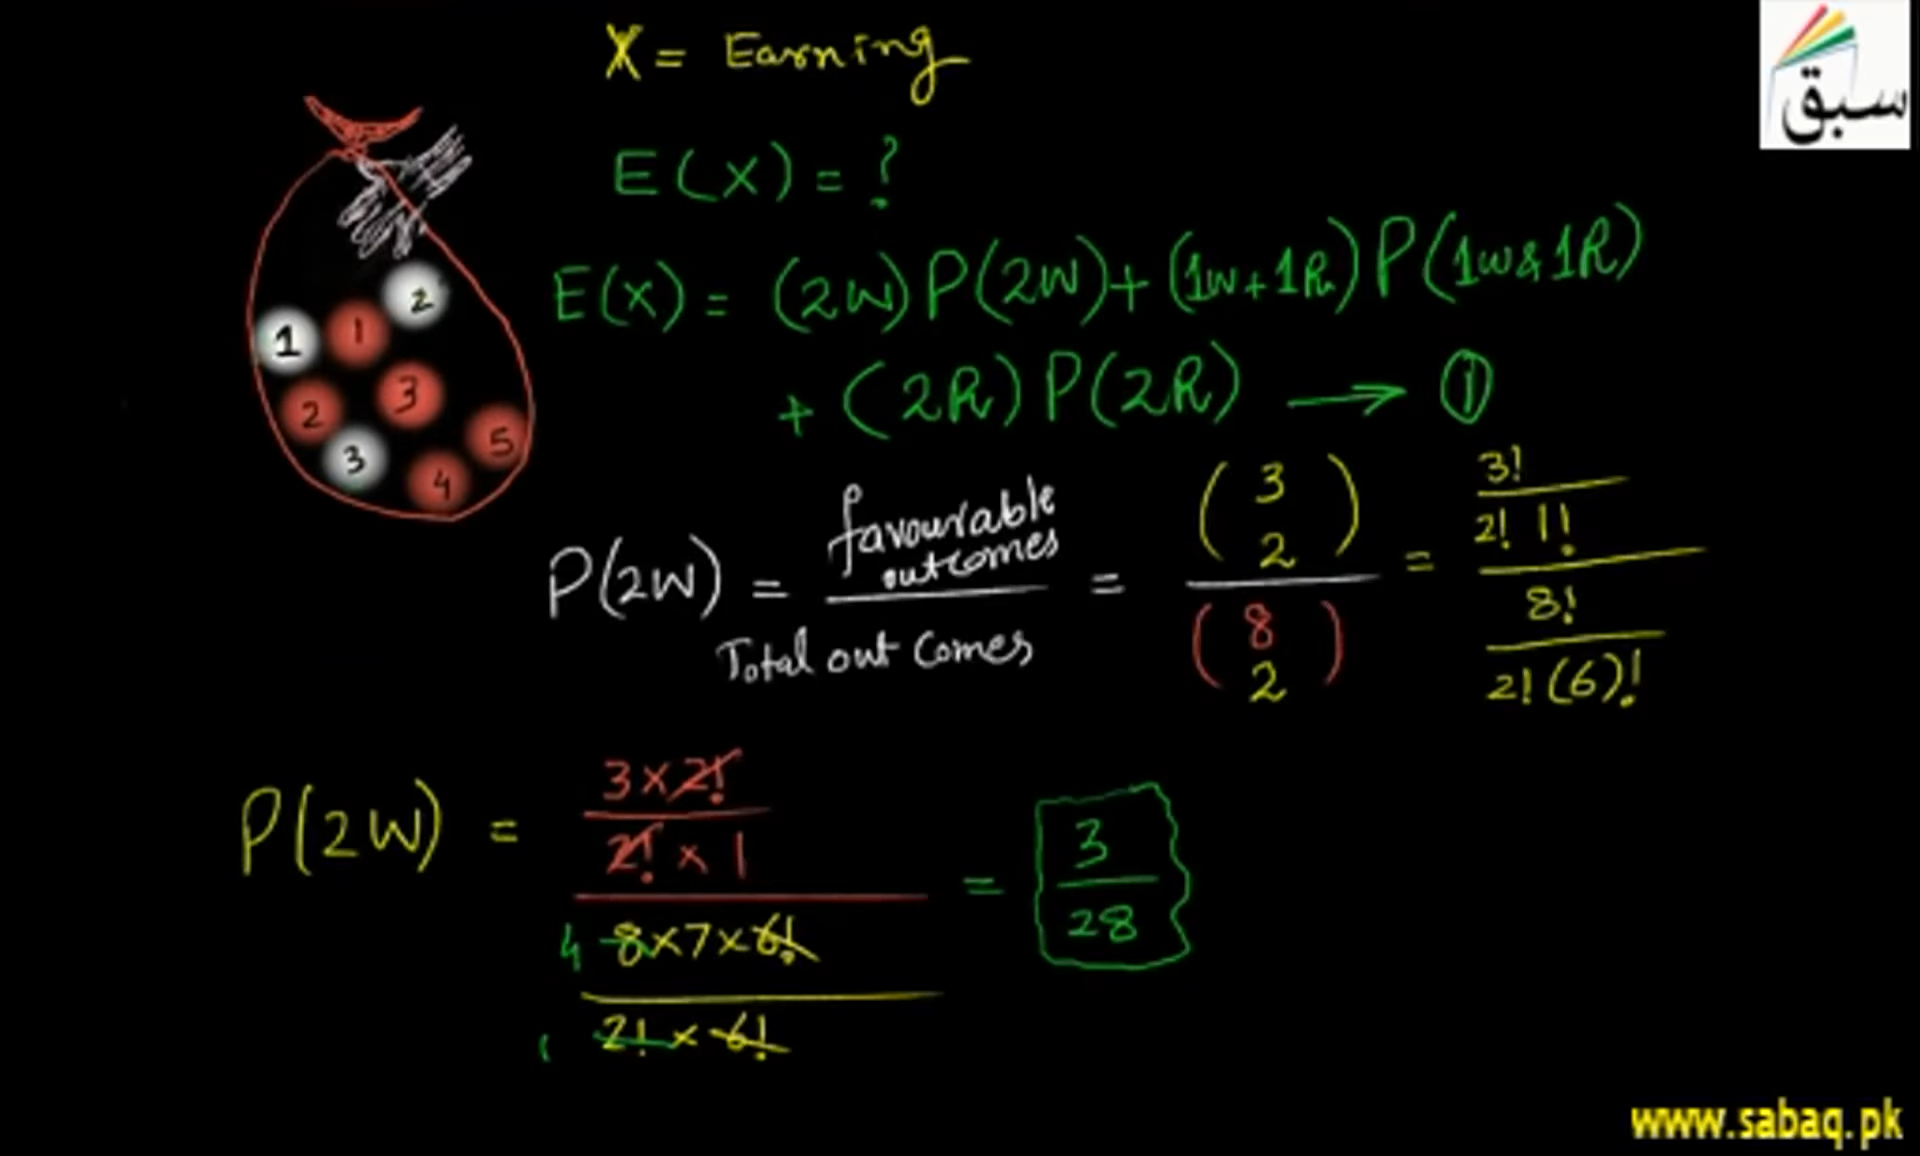 X = Earning
سبق
E(X) = ?
E(X) = (2W) P(2W) + (1W+1R) P(1W & 1R)
+ (2R) P(2R) → ①
1 1 2
2 3
3 4 5
P(2W) = favourable outcomes / Total out Comes = (3 2) / (8 2) = 3! / 2! 1! / 8! / 2! (6)!
P(2W) = 3 × 2! / 2! × 1 / 4 8 × 7 × 6! / 1 2! × 6! = 3 / 28
www.sabaq.pk